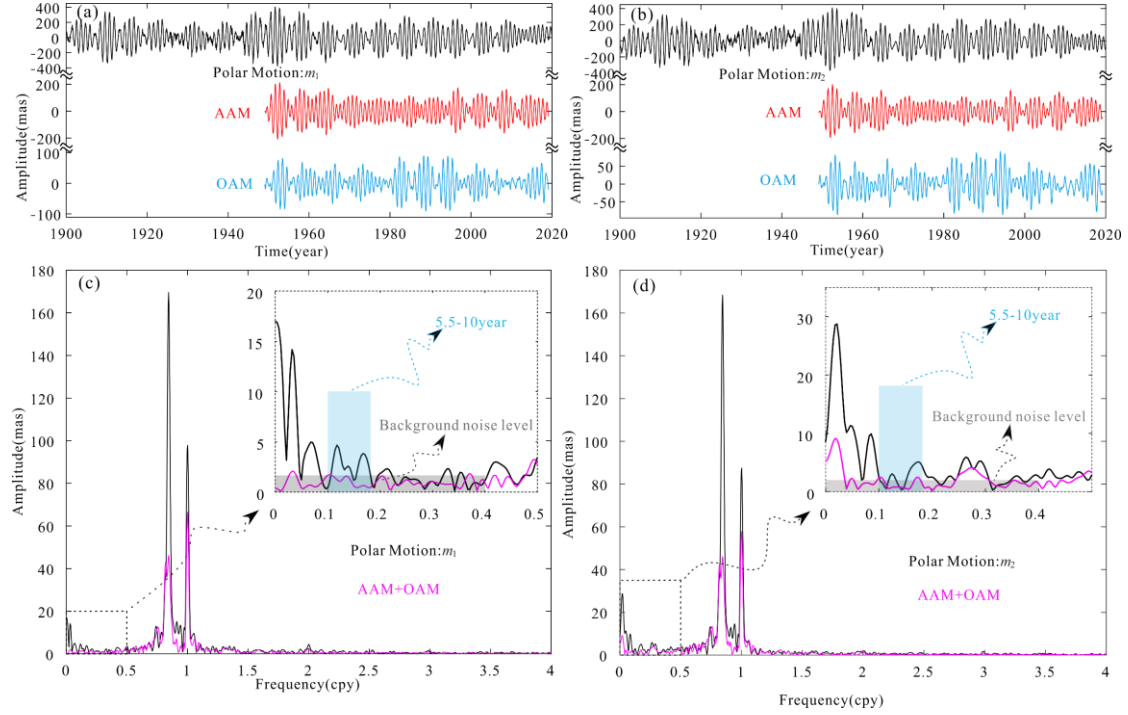 (a)
400
200
0
-200
-400
Polar Motion:m₁
200
AAM
0
-200
100
OAM
0
-100
Amplitude(mas)
1900 1920 1940 1960 1980 2000 2020
Time(year)
(b)
400
200
0
-200
-400
Polar Motion:m₂
200
AAM
0
-200
50
OAM
0
-50
Amplitude(mas)
1900 1920 1940 1960 1980 2000 2020
Time(year)
(c)
180
160
140
120
100
80
60
40
20
0
Amplitude(mas)
20
15
10
5
0
5.5-10year
Background noise level
0 0.1 0.2 0.3 0.4 0.5
Polar Motion:m₁
AAM+OAM
0 0.5 1 1.5 2 2.5 3 3.5 4
Frequency(cpy)
(d)
180
160
140
120
100
80
60
40
20
0
Amplitude(mas)
30
20
10
0
5.5-10year
Background noise level
0 0.1 0.2 0.3 0.4
Polar Motion:m₂
AAM+OAM
0 0.5 1 1.5 2 2.5 3 3.5 4
Frequency(cpy)